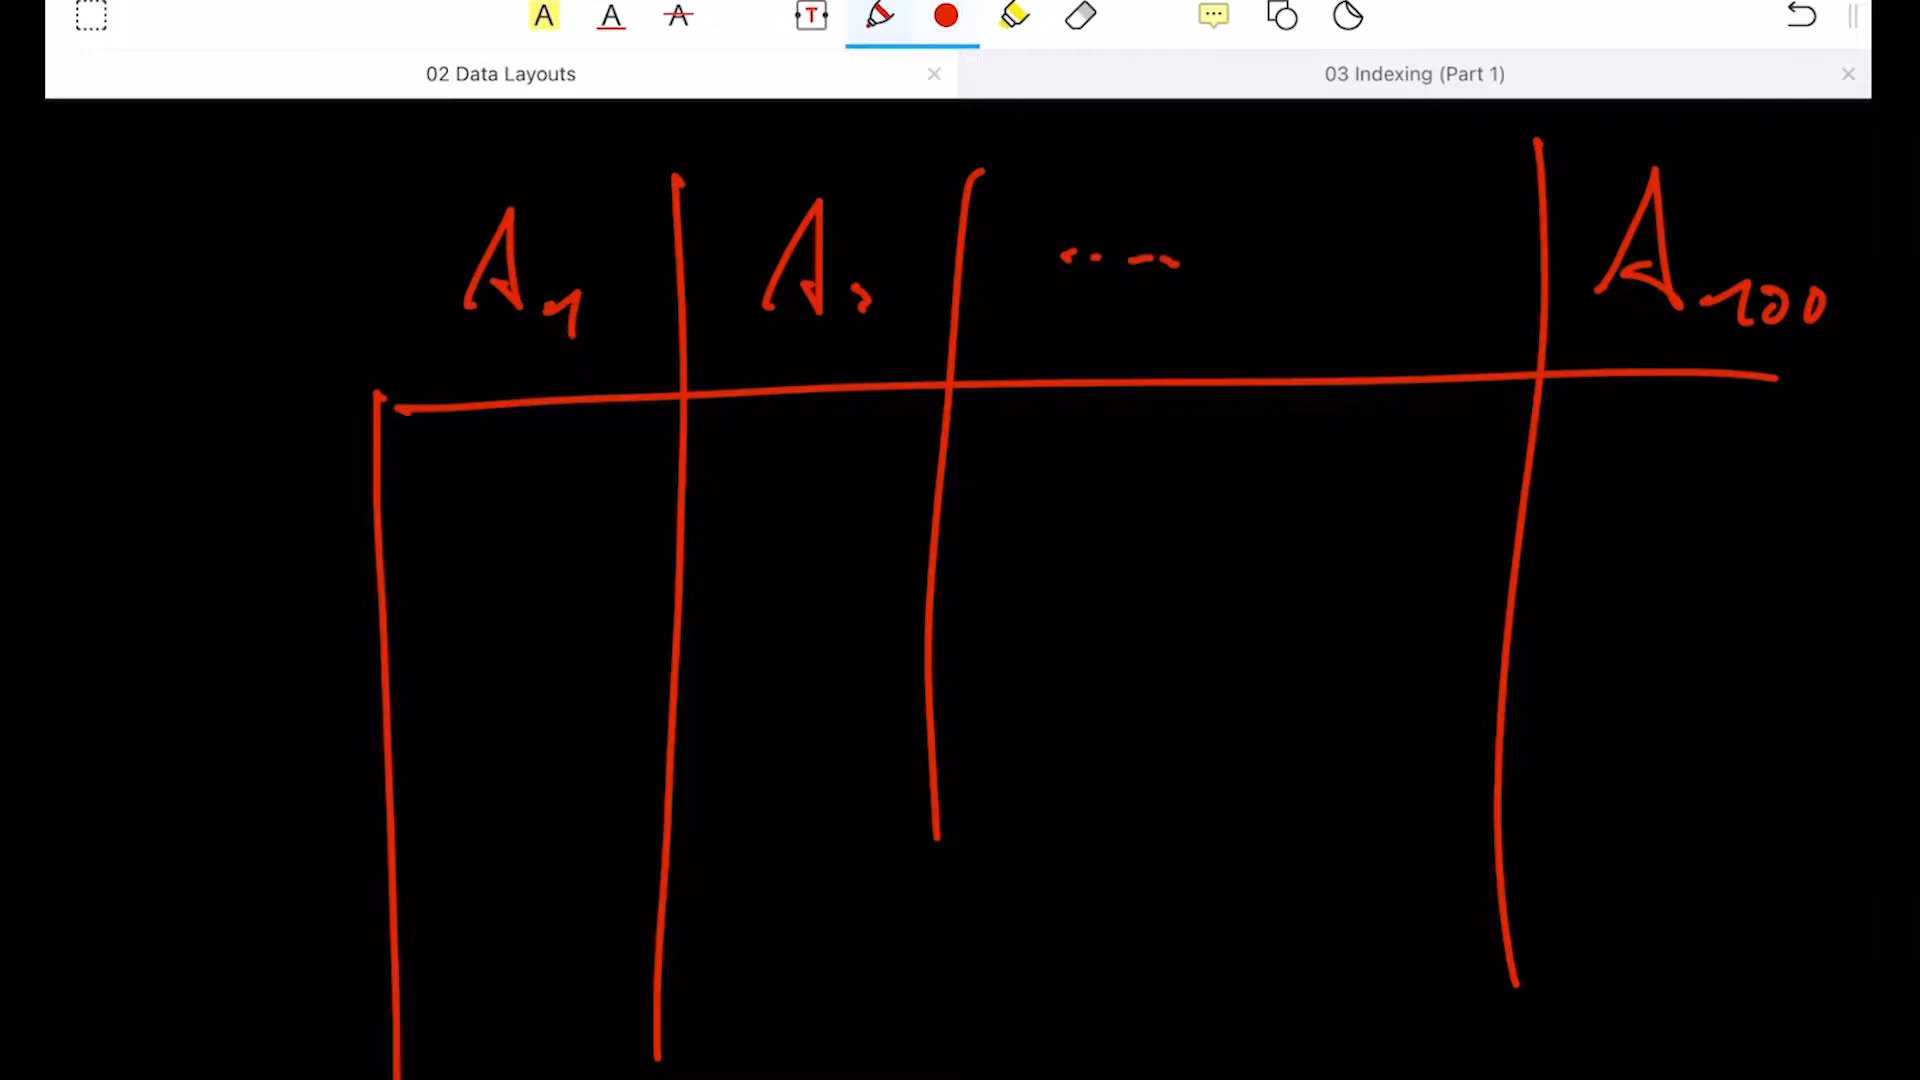 A A A T
02 Data Layouts 03 Indexing (Part 1)
A1 A2 .... A100